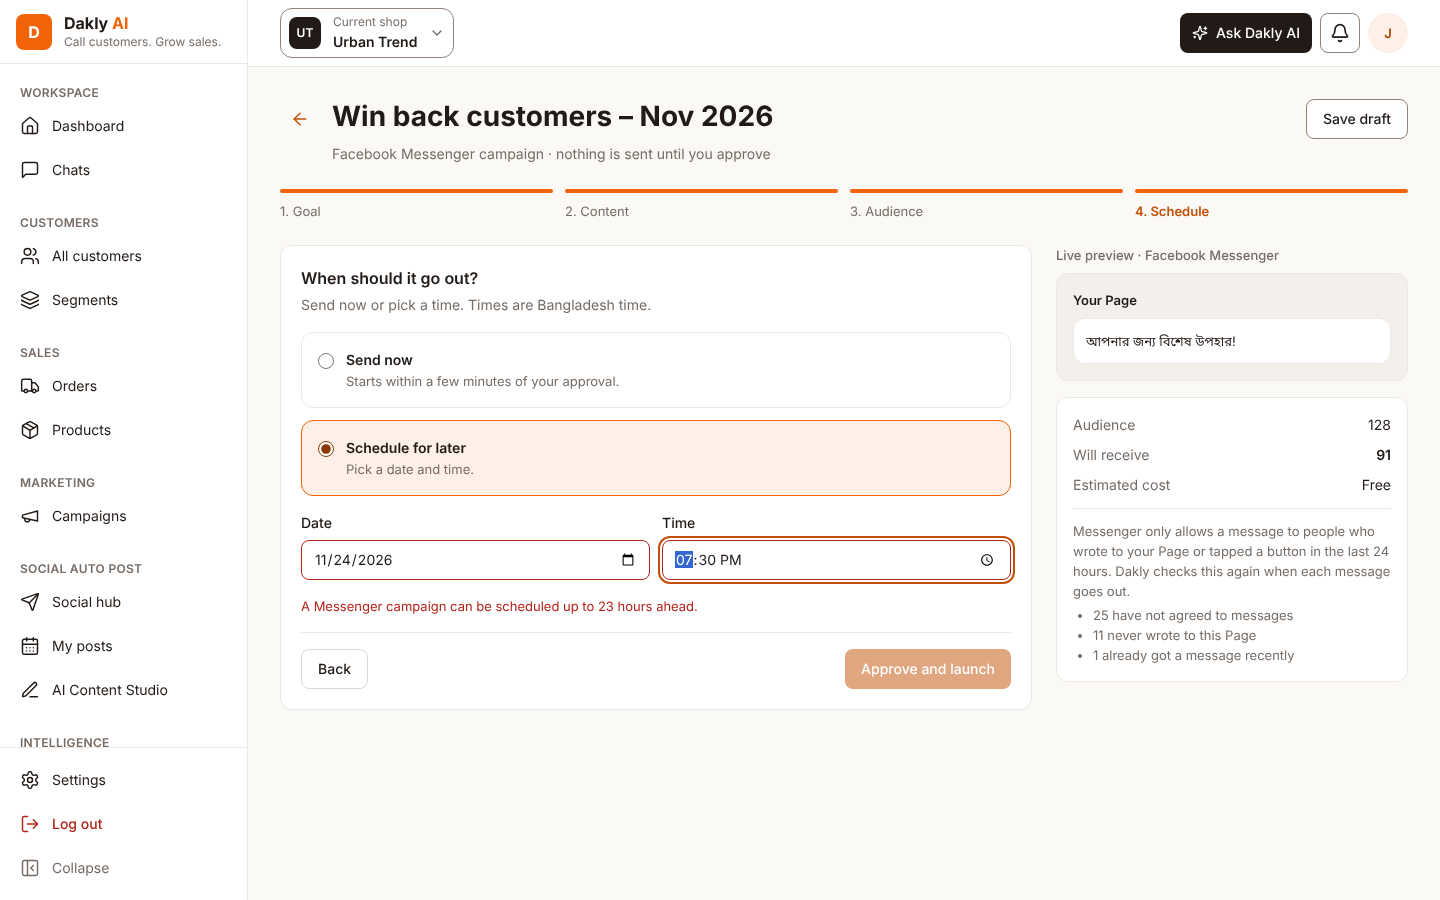 D
Dakly AI
Call customers. Grow sales.
WORKSPACE
Dashboard
Chats
CUSTOMERS
All customers
Segments
SALES
Orders
Products
MARKETING
Campaigns
SOCIAL AUTO POST
Social hub
My posts
AI Content Studio
INTELLIGENCE
Settings
Log out
Collapse
UT
Current shop
Urban Trend
Ask Dakly AI
J
Win back customers – Nov 2026
Facebook Messenger campaign · nothing is sent until you approve
Save draft
1. Goal
2. Content
3. Audience
4. Schedule
When should it go out?
Send now or pick a time. Times are Bangladesh time.
Send now
Starts within a few minutes of your approval.
Schedule for later
Pick a date and time.
Date
Time
11/24/2026
07:30 PM
A Messenger campaign can be scheduled up to 23 hours ahead.
Back
Approve and launch
Live preview · Facebook Messenger
Your Page
আপনার জন্য বিশেষ উপহার!
Audience 128
Will receive 91
Estimated cost Free
Messenger only allows a message to people who
wrote to your Page or tapped a button in the last 24
hours. Dakly checks this again when each message
goes out.
• 25 have not agreed to messages
• 11 never wrote to this Page
• 1 already got a message recently